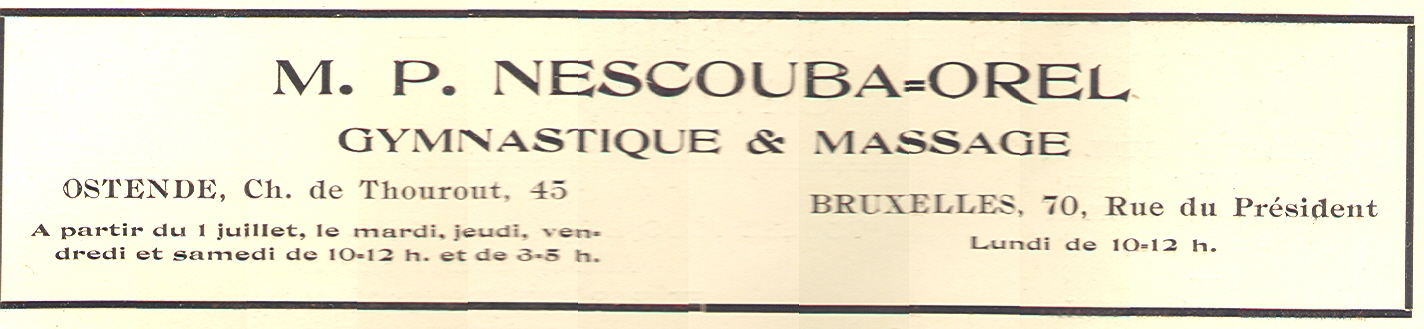 M. P. NESCOUBA=OREL
GYMNASTIQUE & MASSAGE
OSTENDE, Ch. de Thourout, 45
A partir du 1 juillet, le mardi, jeudi, ven=
dredi et samedi de 10=12 h. et de 3=5 h.
BRUXELLES, 70, Rue du Président
Lundi de 10=12 h.